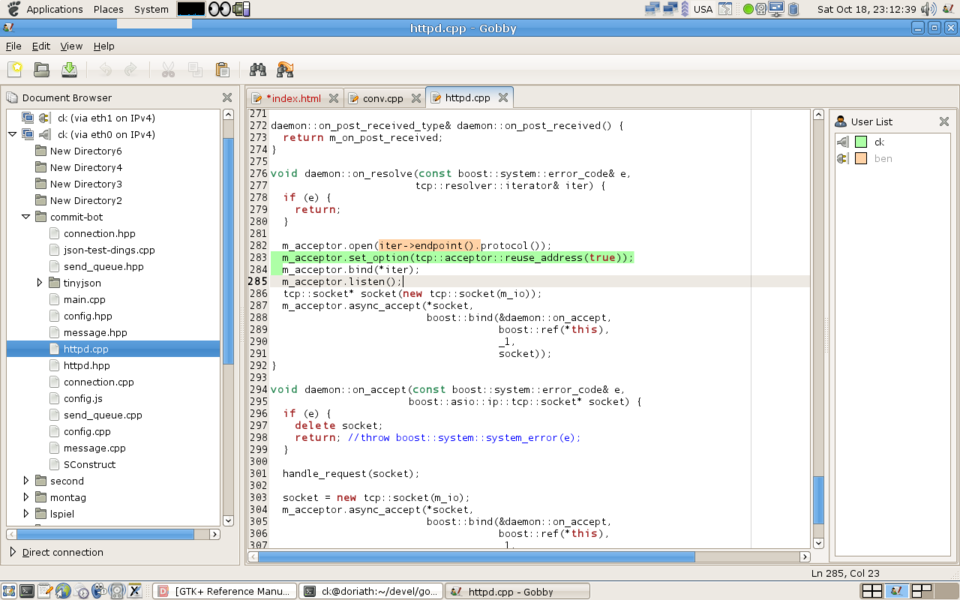 Applications Places System
USA
Sat Oct 18, 23:12:39
httpd.cpp - Gobby
File Edit View Help
Document Browser
ck (via eth1 on IPv4)
ck (via eth0 on IPv4)
New Directory6
New Directory4
New Directory3
New Directory2
commit-bot
connection.hpp
json-test-dings.cpp
send_queue.hpp
tinyjson
main.cpp
config.hpp
message.hpp
httpd.cpp
httpd.hpp
connection.cpp
config.js
send_queue.cpp
config.cpp
message.cpp
SConstruct
second
montag
lspiel
Direct connection
*index.html conv.cpp httpd.cpp
271
272 daemon::on_post_received_type& daemon::on_post_received() {
273   return m_on_post_received;
274 }
275
276 void daemon::on_resolve(const boost::system::error_code& e,
277                         tcp::resolver::iterator& iter) {
278   if (e) {
279     return;
280   }
281
282   m_acceptor.open(iter->endpoint().protocol());
283   m_acceptor.set_option(tcp::acceptor::reuse_address(true));
284   m_acceptor.bind(*iter);
285   m_acceptor.listen();
286   tcp::socket* socket(new tcp::socket(m_io));
287   m_acceptor.async_accept(*socket,
288                           boost::bind(&daemon::on_accept,
289                                       boost::ref(*this),
290                                       _1,
291                                       socket));
292 }
293
294 void daemon::on_accept(const boost::system::error_code& e,
295                        boost::asio::ip::tcp::socket* socket) {
296   if (e) {
297     delete socket;
298     return; //throw boost::system::system_error(e);
299   }
300
301   handle_request(socket);
302
303   socket = new tcp::socket(m_io);
304   m_acceptor.async_accept(*socket,
305                           boost::bind(&daemon::on_accept,
306                                       boost::ref(*this),
307                                       _1,
User List
ck
ben
Ln 285, Col 23
[GTK+ Reference Manu... ck@doriath:~/devel/go... httpd.cpp - Gobby